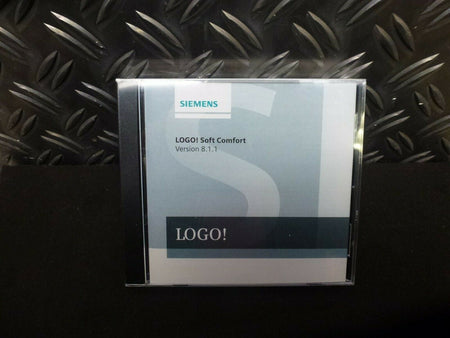 SIEMENS
LOGO! Soft Comfort
Version 8.1.1
LOGO!